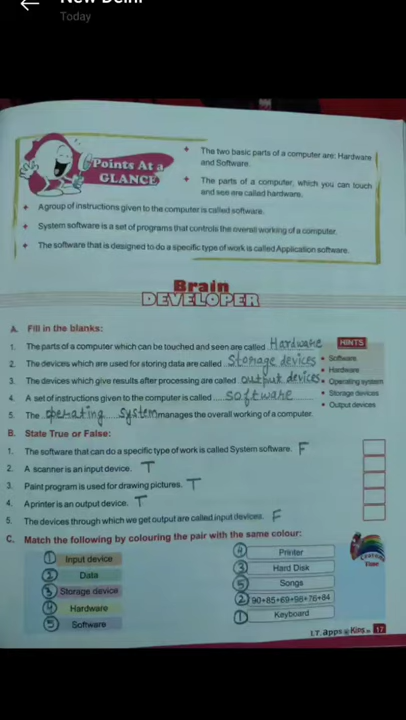 New Delhi
Today
Points At a
GLANCE
The two basic parts of a computer are: Hardware
and Software.
The parts of a computer, which you can touch
and see are called hardware.
A group of instructions given to the computer is called software.
System software is a set of programs that controls the overall working of a computer.
The software that is designed to do a specific type of work is called Application software.
Brain
DEVELOPER
A. Fill in the blanks:
HINTS
1. The parts of a computer which can be touched and seen are called Hardware
• Software
2. The devices which are used for storing data are called Storage devices
• Hardware
3. The devices which give results after processing are called output devices
• Operating system
4. A set of instructions given to the computer is called software
• Storage devices
• Output devices
5. The operating system manages the overall working of a computer.
B. State True or False:
1. The software that can do a specific type of work is called System software. F
2. A scanner is an input device. T
3. Paint program is used for drawing pictures. T
4. A printer is an output device. T
5. The devices through which we get output are called input devices. F
C. Match the following by colouring the pair with the same colour:
1 Input device
4 Printer
2 Data
3 Hard Disk
3 Storage device
5 Songs
4 Hardware
2 90+85+69+96+76+84
5 Software
1 Keyboard
Time
I.T. apps @ Kids 17